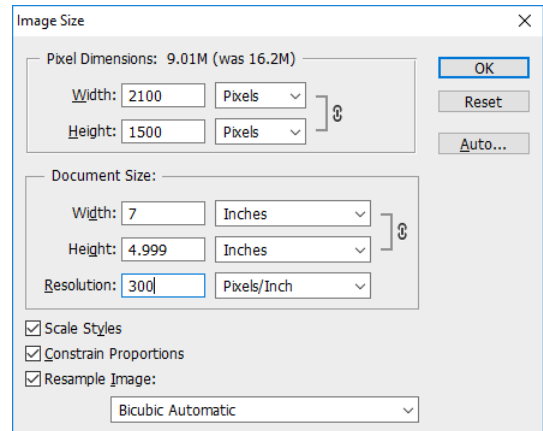 Image Size
Pixel Dimensions: 9.01M (was 16.2M)
Width: 2100 Pixels
Height: 1500 Pixels
OK
Reset
Auto...
Document Size:
Width: 7 Inches
Height: 4.999 Inches
Resolution: 300 Pixels/Inch
Scale Styles
Constrain Proportions
Resample Image:
Bicubic Automatic